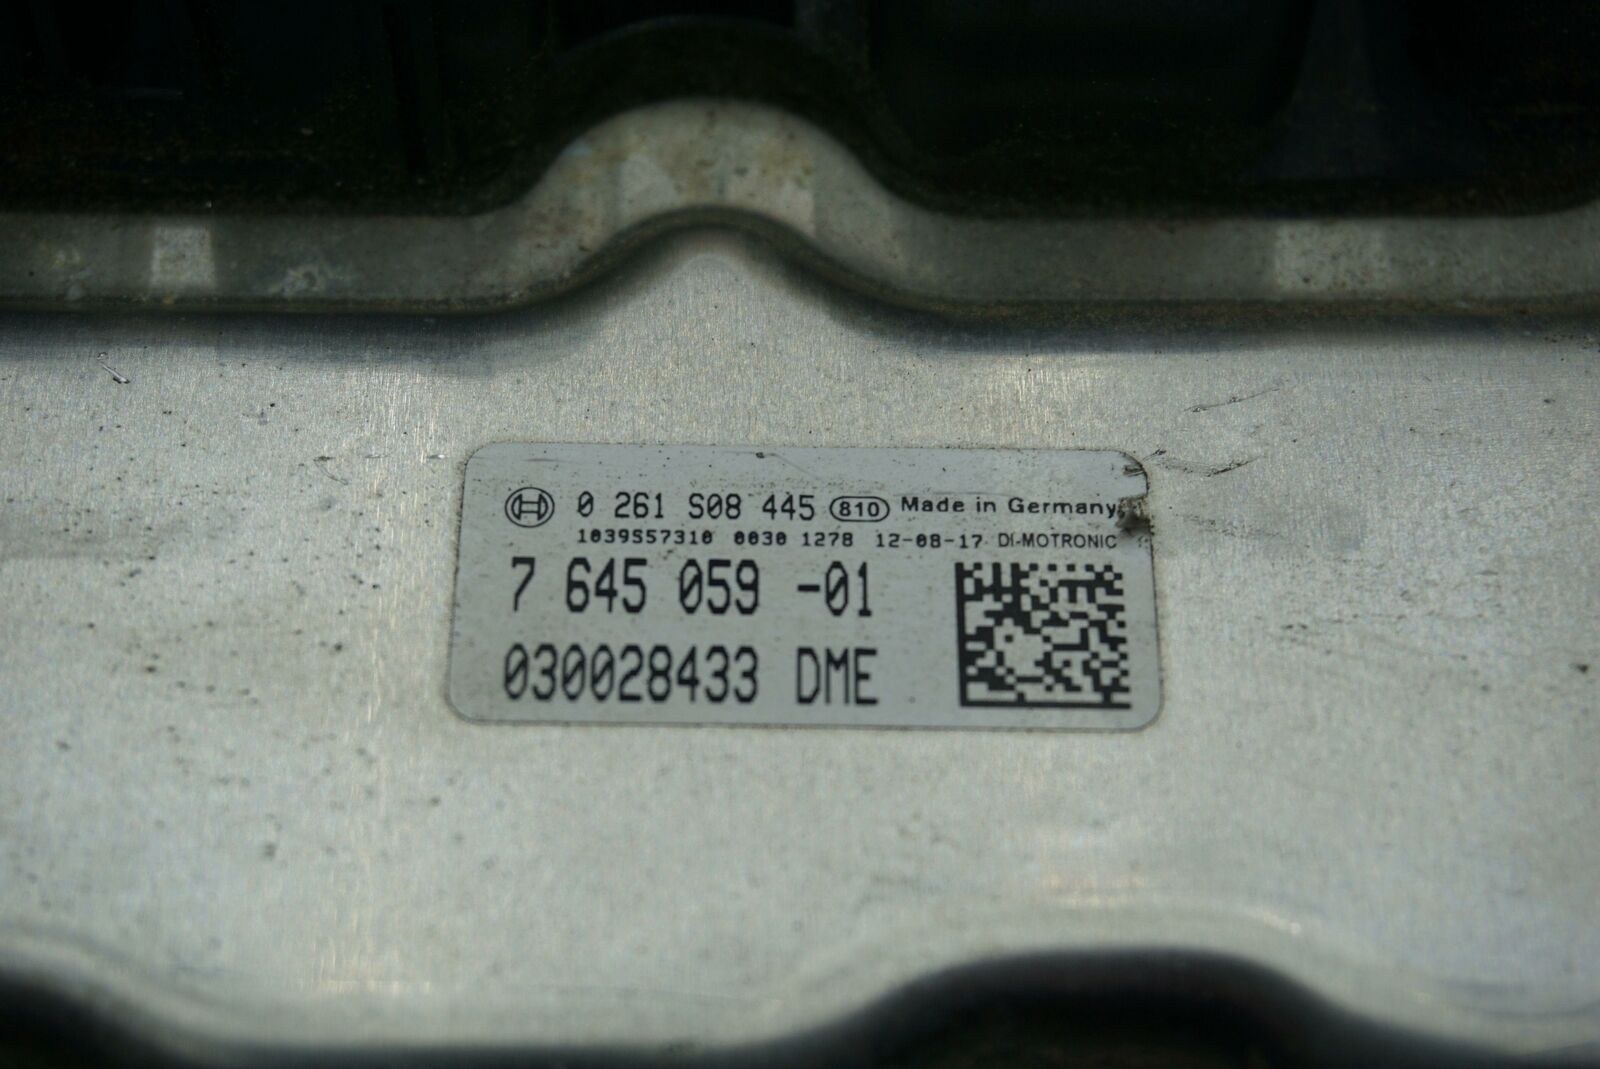 0 261 S08 445 810 Made in Germany
1039S57310 0030 1278 12-08-17 DI-MOTRONIC
7 645 059 -01
030028433 DME